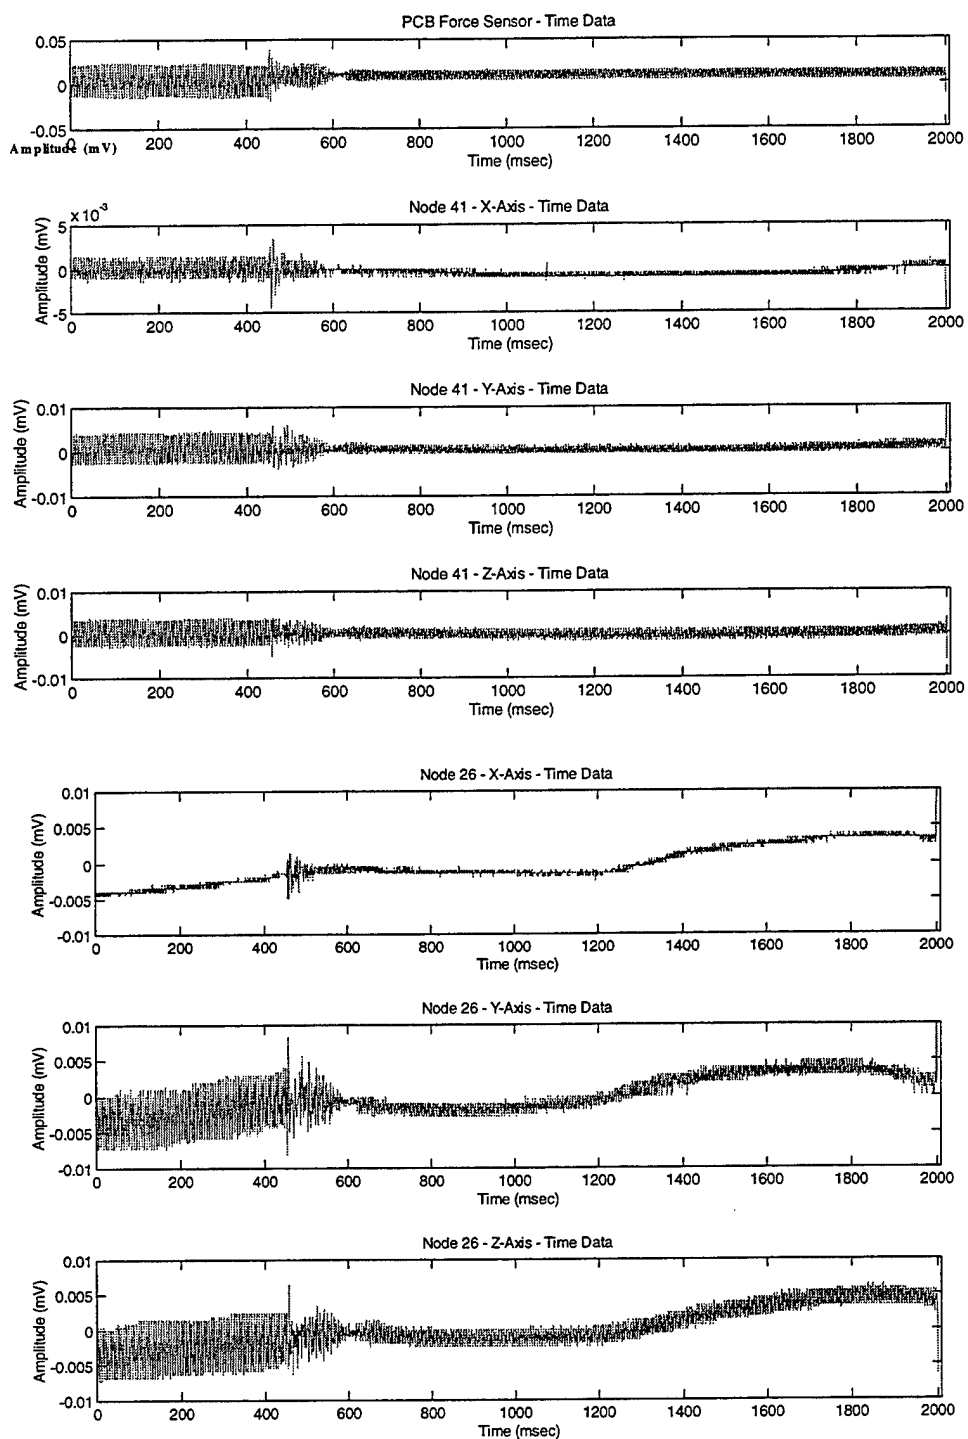 PCB Force Sensor - Time Data
0.05
0
-0.05
0 200 400 600 800 1000 1200 1400 1600 1800 2000
Amplitude (mV)
Time (msec)
Node 41 - X-Axis - Time Data
x 10-3
5
0
-5
Amplitude (mV)
0 200 400 600 800 1000 1200 1400 1600 1800 2000
Time (msec)
Node 41 - Y-Axis - Time Data
0.01
0
-0.01
Amplitude (mV)
0 200 400 600 800 1000 1200 1400 1600 1800 2000
Time (msec)
Node 41 - Z-Axis - Time Data
0.01
0
-0.01
Amplitude (mV)
0 200 400 600 800 1000 1200 1400 1600 1800 2000
Time (msec)
Node 26 - X-Axis - Time Data
0.01
0.005
0
-0.005
-0.01
Amplitude (mV)
0 200 400 600 800 1000 1200 1400 1600 1800 2000
Time (msec)
Node 26 - Y-Axis - Time Data
0.01
0.005
0
-0.005
-0.01
Amplitude (mV)
0 200 400 600 800 1000 1200 1400 1600 1800 2000
Time (msec)
Node 26 - Z-Axis - Time Data
0.01
0.005
0
-0.005
-0.01
Amplitude (mV)
0 200 400 600 800 1000 1200 1400 1600 1800 2000
Time (msec)